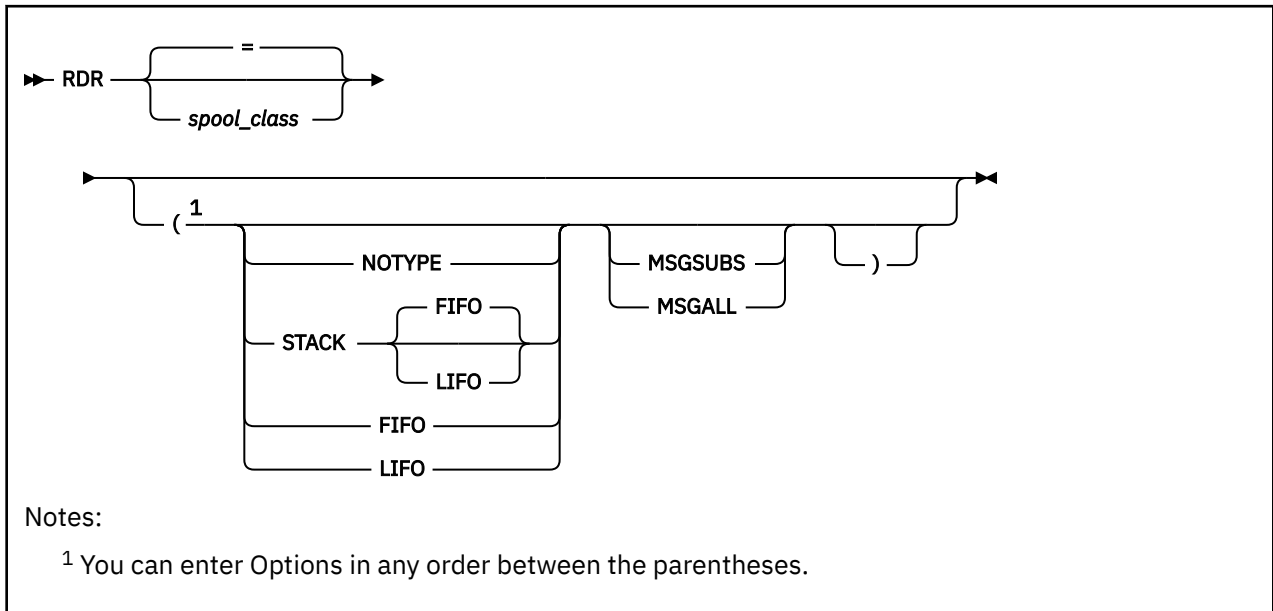 =
RDR
spool_class
( 1
NOTYPE MSGSUBS )
FIFO MSGALL
STACK
LIFO
FIFO
LIFO
Notes:
1 You can enter Options in any order between the parentheses.